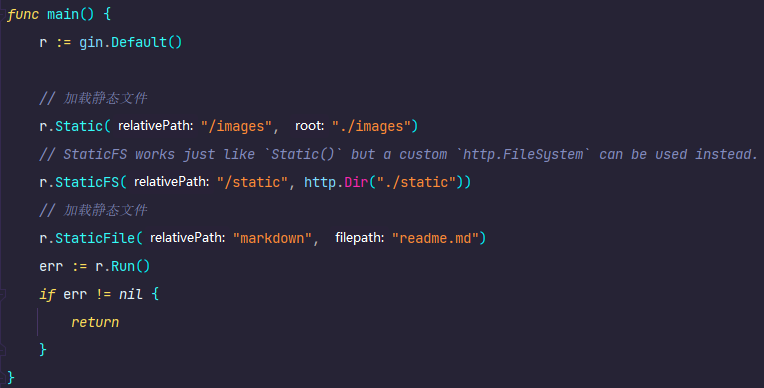 func main() {
r := gin.Default()
// 加载静态文件
r.Static( relativePath: "/images", root: "./images")
// StaticFS works just like `Static()` but a custom `http.FileSystem` can be used instead.
r.StaticFS( relativePath: "/static", http.Dir("./static"))
// 加载静态文件
r.StaticFile( relativePath: "markdown", filepath: "readme.md")
err := r.Run()
if err != nil {
return
}
}